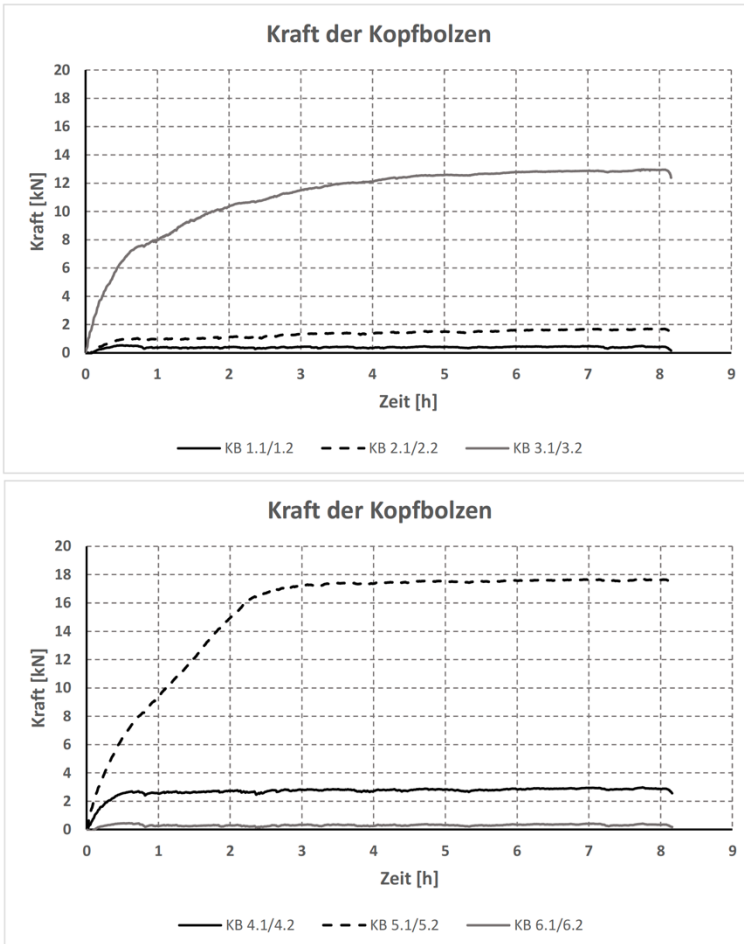 Kraft der Kopfbolzen
20
18
16
14
12
10
8
6
4
2
0
Kraft [kN]
0 1 2 3 4 5 6 7 8 9
Zeit [h]
KB 1.1/1.2 KB 2.1/2.2 KB 3.1/3.2
Kraft der Kopfbolzen
20
18
16
14
12
10
8
6
4
2
0
Kraft [kN]
0 1 2 3 4 5 6 7 8 9
Zeit [h]
KB 4.1/4.2 KB 5.1/5.2 KB 6.1/6.2